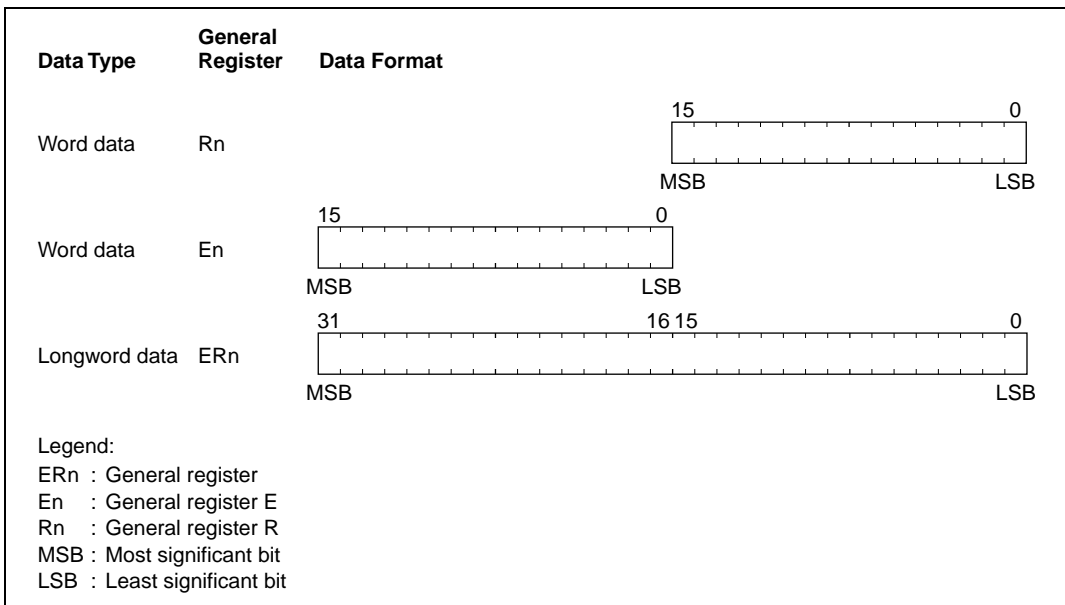 General
Data Type Register Data Format
15 0
Word data Rn
MSB LSB
15 0
Word data En
MSB LSB
31 16 15 0
Longword data ERn
MSB LSB
Legend:
ERn : General register
En : General register E
Rn : General register R
MSB : Most significant bit
LSB : Least significant bit